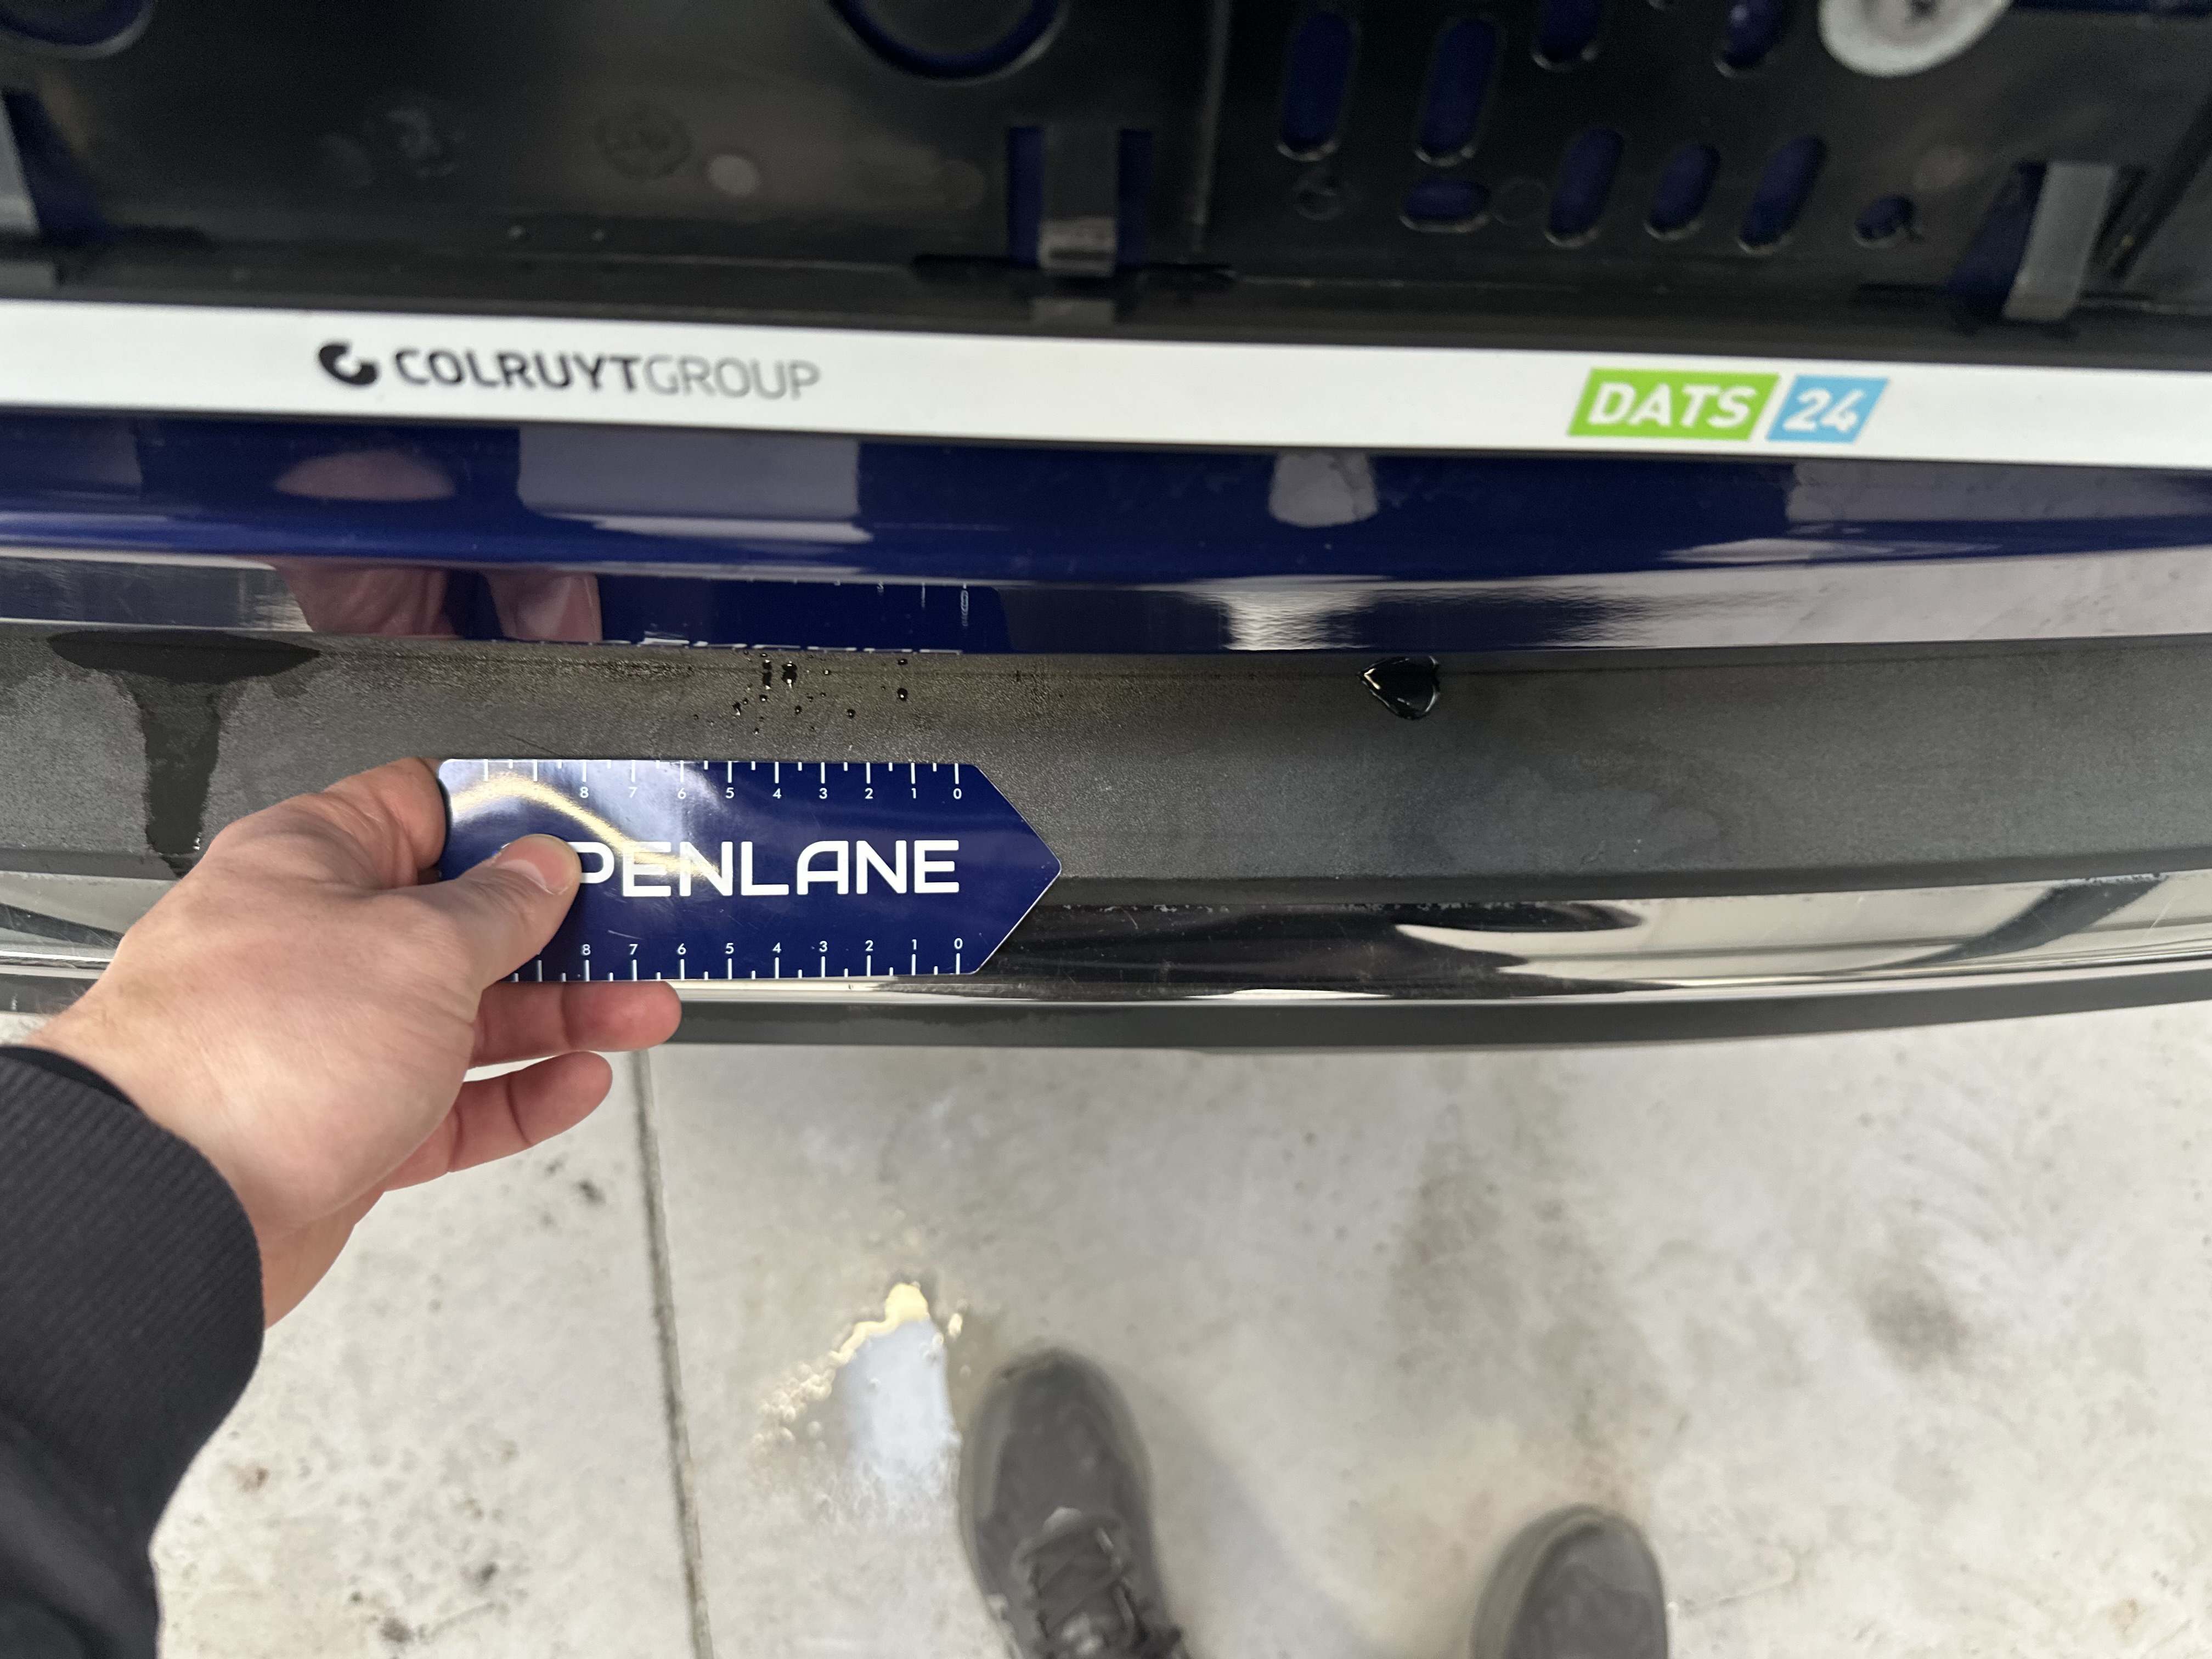 COLRUYTGROUP
DATS 24
8 7 6 5 4 3 2 1 0
PENLANE
8 7 6 5 4 3 2 1 0